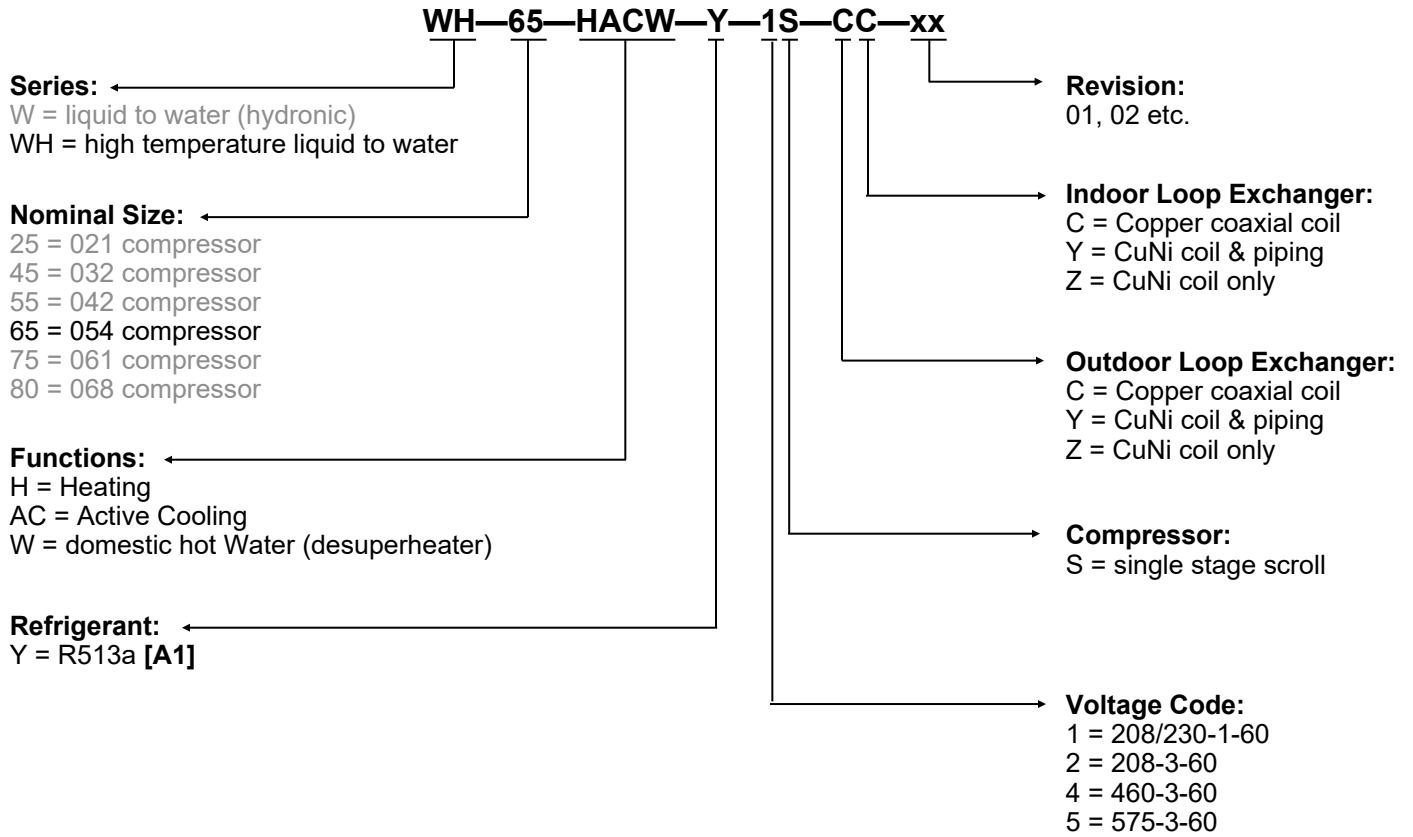 WH—65—HACW—Y—1S—CC—xx
Series:
W = liquid to water (hydronic)
WH = high temperature liquid to water
Nominal Size:
25 = 021 compressor
45 = 032 compressor
55 = 042 compressor
65 = 054 compressor
75 = 061 compressor
80 = 068 compressor
Functions:
H = Heating
AC = Active Cooling
W = domestic hot Water (desuperheater)
Refrigerant:
Y = R513a [A1]
Revision:
01, 02 etc.
Indoor Loop Exchanger:
C = Copper coaxial coil
Y = CuNi coil & piping
Z = CuNi coil only
Outdoor Loop Exchanger:
C = Copper coaxial coil
Y = CuNi coil & piping
Z = CuNi coil only
Compressor:
S = single stage scroll
Voltage Code:
1 = 208/230-1-60
2 = 208-3-60
4 = 460-3-60
5 = 575-3-60